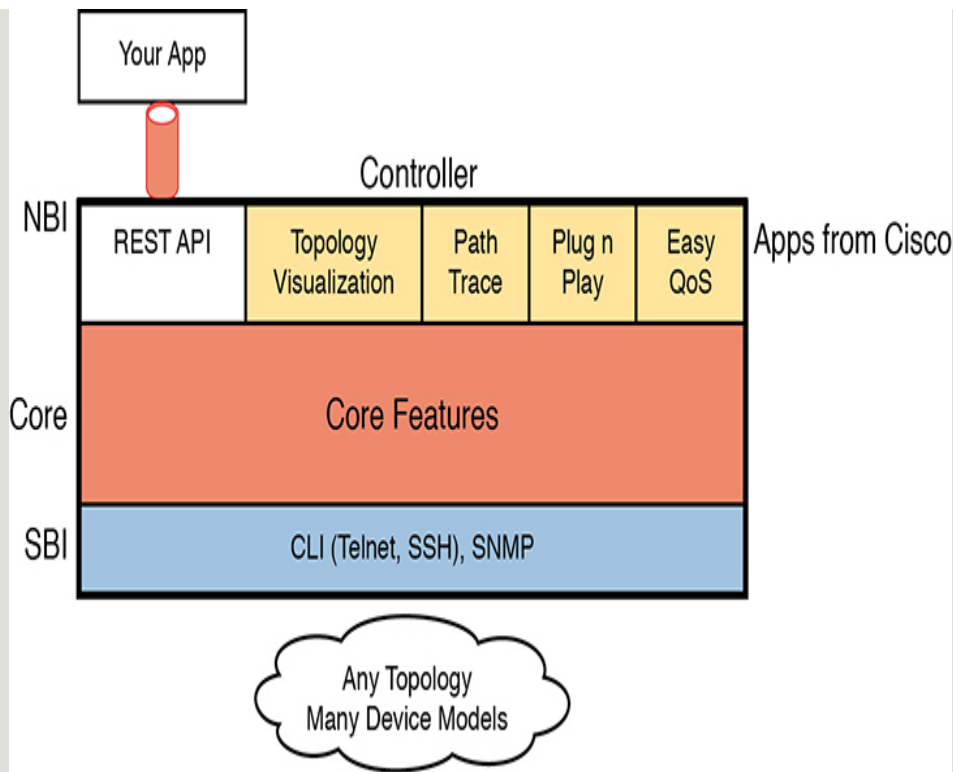 Your App
Controller
NBI
REST API
Topology
Visualization
Path
Trace
Plug n
Play
Easy
QoS
Apps from Cisco
Core
Core Features
SBI
CLI (Telnet, SSH), SNMP
Any Topology
Many Device Models